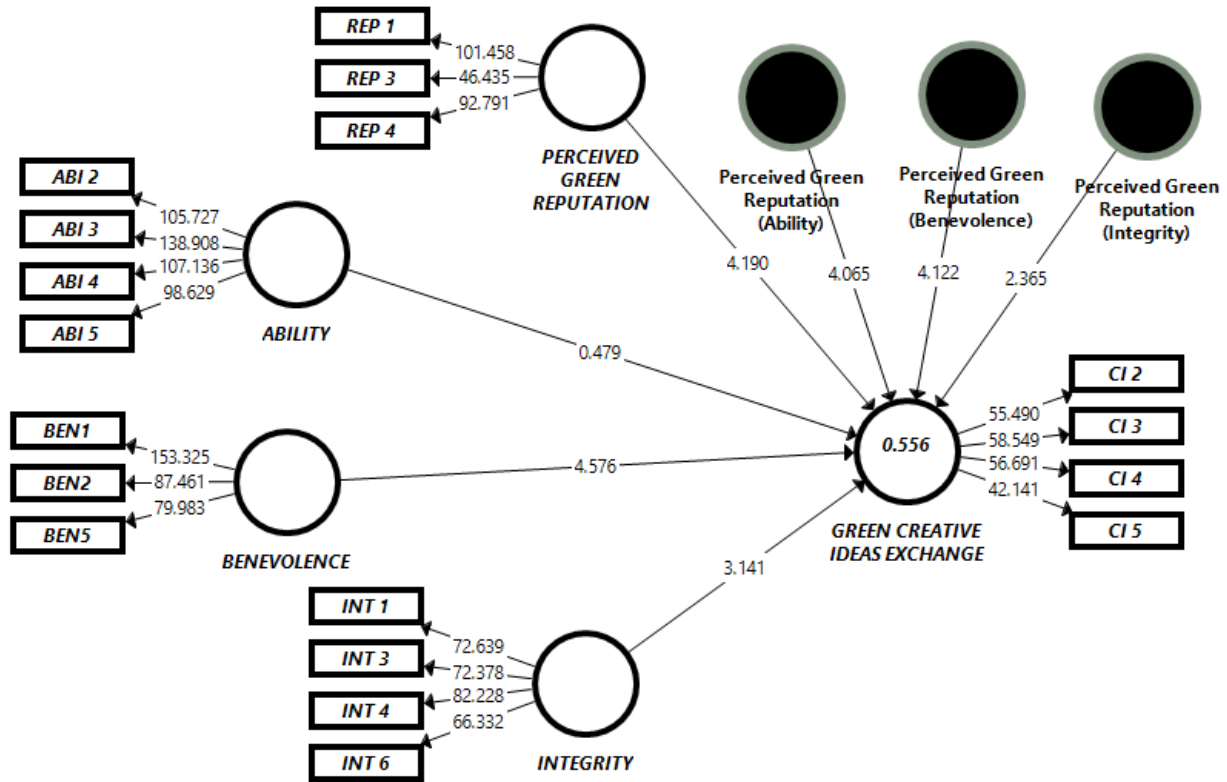 REP 1
REP 3
REP 4
101.458
46.435
92.791
PERCEIVED
GREEN
REPUTATION
Perceived Green
Reputation
(Ability)
Perceived Green
Reputation
(Benevolence)
Perceived Green
Reputation
(Integrity)
ABI 2
ABI 3
ABI 4
ABI 5
105.727
138.908
107.136
98.629
ABILITY
4.190
4.065
4.122
2.365
0.479
BEN1
BEN2
BEN5
153.325
87.461
79.983
BENEVOLENCE
4.576
0.556
GREEN CREATIVE
IDEAS EXCHANGE
55.490
58.549
56.691
42.141
CI 2
CI 3
CI 4
CI 5
3.141
INT 1
INT 3
INT 4
INT 6
72.639
72.378
82.228
66.332
INTEGRITY